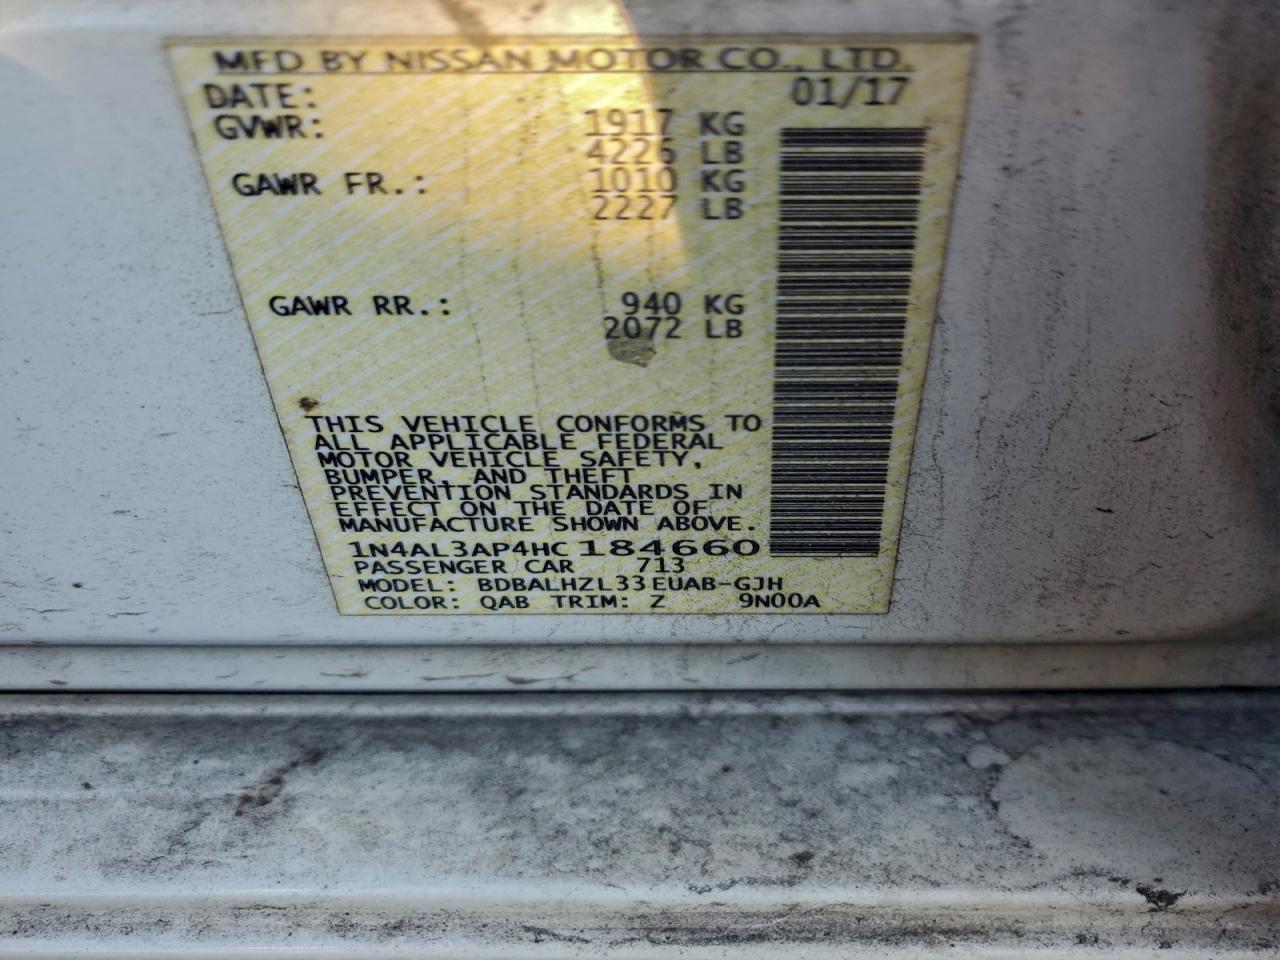 MFD BY NISSAN MOTOR CO., LTD.
DATE: 01/17
GVWR: 1917 KG
4226 LB
GAWR FR.: 1010 KG
2227 LB
GAWR RR.: 940 KG
2072 LB
THIS VEHICLE CONFORMS TO
ALL APPLICABLE FEDERAL
MOTOR VEHICLE SAFETY,
BUMPER, AND THEFT
PREVENTION STANDARDS IN
EFFECT ON THE DATE OF
MANUFACTURE SHOWN ABOVE.
1N4AL3AP4HC184660
PASSENGER CAR 713
MODEL: BDBALHZL33EUAB-GJH
COLOR: QAB TRIM: Z 9N00A